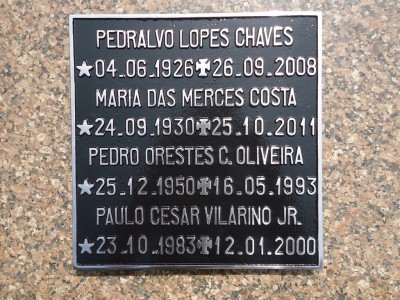 PEDRALVO LOPES CHAVES
★04.06.1926✠26.09.2008
MARIA DAS MERCES COSTA
★24.09.1930✠25.10.2011
PEDRO ORESTES C. OLIVEIRA
★25.12.1950✠16.05.1993
PAULO CESAR VILARINO JR.
★23.10.1983✠12.01.2000